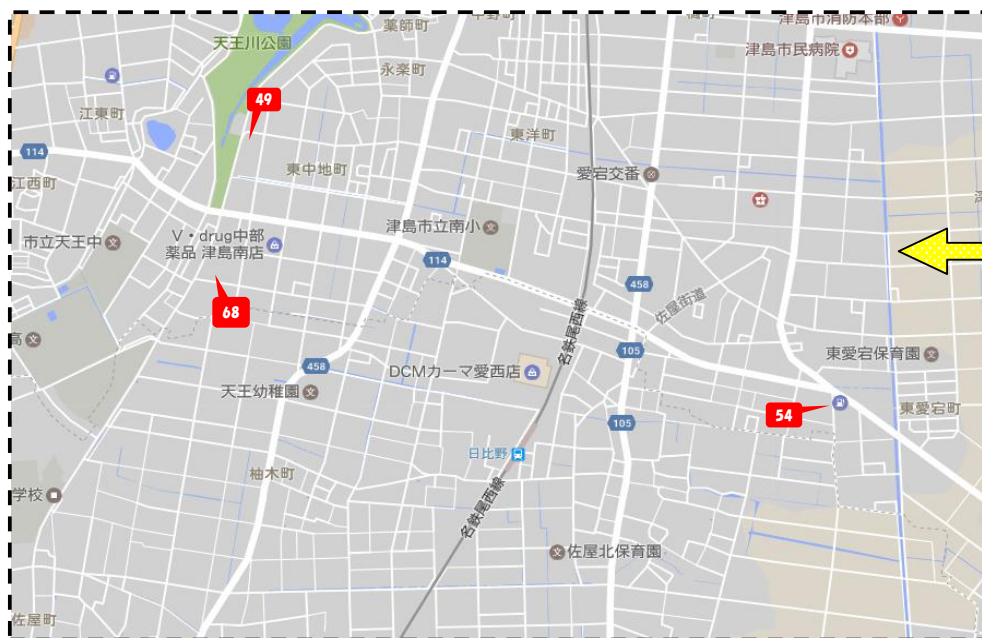 中野町
橘町
津島市消防本部
薬師町
天王川公園
津島市民病院
永楽町
49
江東町
東洋町
114
東中地町
愛宕交番
江西町
津島市立南小
V・drug中部
薬品 津島南店
市立天王中
114
458
佐屋街道
68
名鉄尾西線
高
105
東愛宕保育園
458
DCMカーマ愛西店
天王幼稚園
54
東愛宕町
105
日比野
柚木町
学校
名鉄尾西線
佐屋北保育園
佐屋町